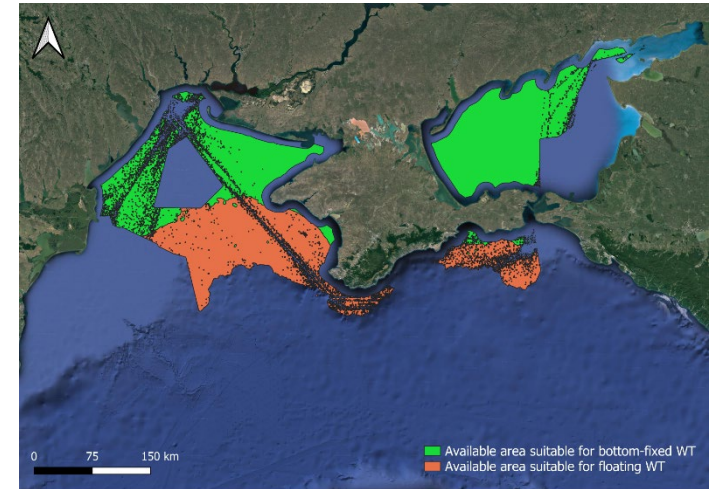 Available area suitable for bottom-fixed WT
Available area suitable for floating WT
0 75 150 km